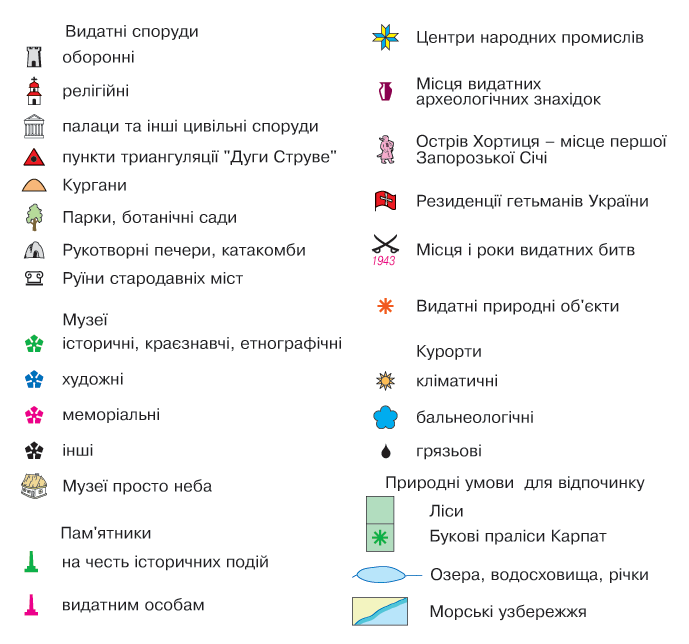 Видатні споруди
оборонні
релігійні
палаци та інші цивільні споруди
пункти триангуляції "Дуги Струве"
Кургани
Парки, ботанічні сади
Рукотворні печери, катакомби
Руїни стародавніх міст
Музеї
історичні, краєзнавчі, етнографічні
художні
меморіальні
інші
Музеї просто неба
Пам'ятники
на честь історичних подій
видатним особам
Центри народних промислів
Місця видатних
археологічних знахідок
Острів Хортиця – місце першої
Запорозької Січі
Резиденції гетьманів України
1943
Місця і роки видатних битв
Видатні природні об'єкти
Курорти
кліматичні
бальнеологічні
грязьові
Природні умови для відпочинку
Ліси
Букові праліси Карпат
Озера, водосховища, річки
Морські узбережжя